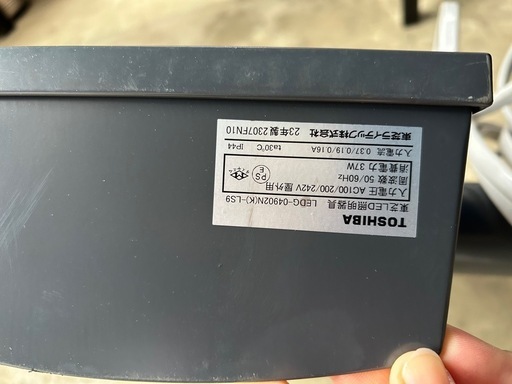 TOSHIBA
東芝LED照明器具 LEDG-04902N(K)-LS9
入力電圧 AC100/200/242V 屋外用
周波数 50/60Hz
消費電力 37W
PS
E
入力電流 0.37/0.19/0.16A ta30℃ IP44
東芝ライテック株式会社 23年製 2307FN10